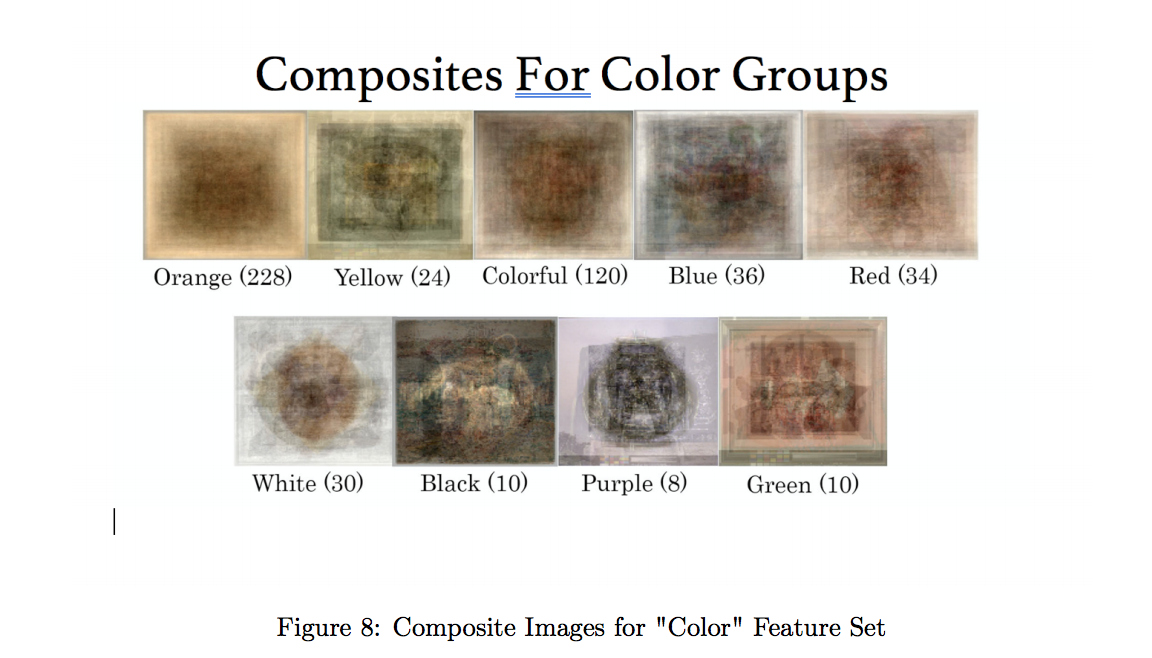 Composites For Color Groups
Orange (228) Yellow (24) Colorful (120) Blue (36) Red (34)
White (30) Black (10) Purple (8) Green (10)
Figure 8: Composite Images for "Color" Feature Set